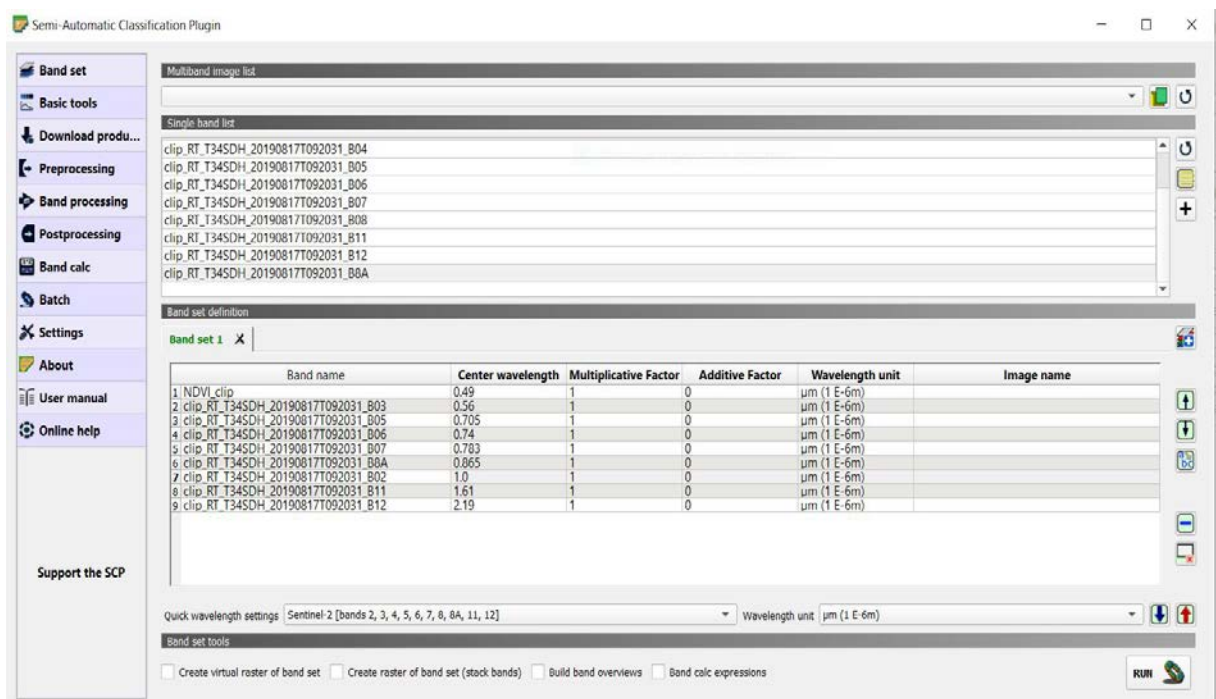 Semi-Automatic Classification Plugin
Band set
Basic tools
Download produ...
Preprocessing
Band processing
Postprocessing
Band calc
Batch
Settings
About
User manual
Online help
Support the SCP
Multiband image list
Single band list
clip_RT_T34SDH_20190817T092031_B04
clip_RT_T34SDH_20190817T092031_B05
clip_RT_T34SDH_20190817T092031_B06
clip_RT_T34SDH_20190817T092031_B07
clip_RT_T34SDH_20190817T092031_B08
clip_RT_T34SDH_20190817T092031_B11
clip_RT_T34SDH_20190817T092031_B12
clip_RT_T34SDH_20190817T092031_B8A
Band set definition
Band set 1 X
Band name Center wavelength Multiplicative Factor Additive Factor Wavelength unit Image name
1 NDVI_clip 0.49 1 0 µm (1 E-6m)
2 clip_RT_T34SDH_20190817T092031_B03 0.56 1 0 µm (1 E-6m)
3 clip_RT_T34SDH_20190817T092031_B05 0.705 1 0 µm (1 E-6m)
4 clip_RT_T34SDH_20190817T092031_B06 0.74 1 0 µm (1 E-6m)
5 clip_RT_T34SDH_20190817T092031_B07 0.783 1 0 µm (1 E-6m)
6 clip_RT_T34SDH_20190817T092031_B8A 0.865 1 0 µm (1 E-6m)
7 clip_RT_T34SDH_20190817T092031_B02 1.0 1 0 µm (1 E-6m)
8 clip_RT_T34SDH_20190817T092031_B11 1.61 1 0 µm (1 E-6m)
9 clip_RT_T34SDH_20190817T092031_B12 2.19 1 0 µm (1 E-6m)
Quick wavelength settings Sentinel-2 [bands 2, 3, 4, 5, 6, 7, 8, 8A, 11, 12] Wavelength unit µm (1 E-6m)
Band set tools
Create virtual raster of band set Create raster of band set (stack bands) Build band overviews Band calc expressions RUN